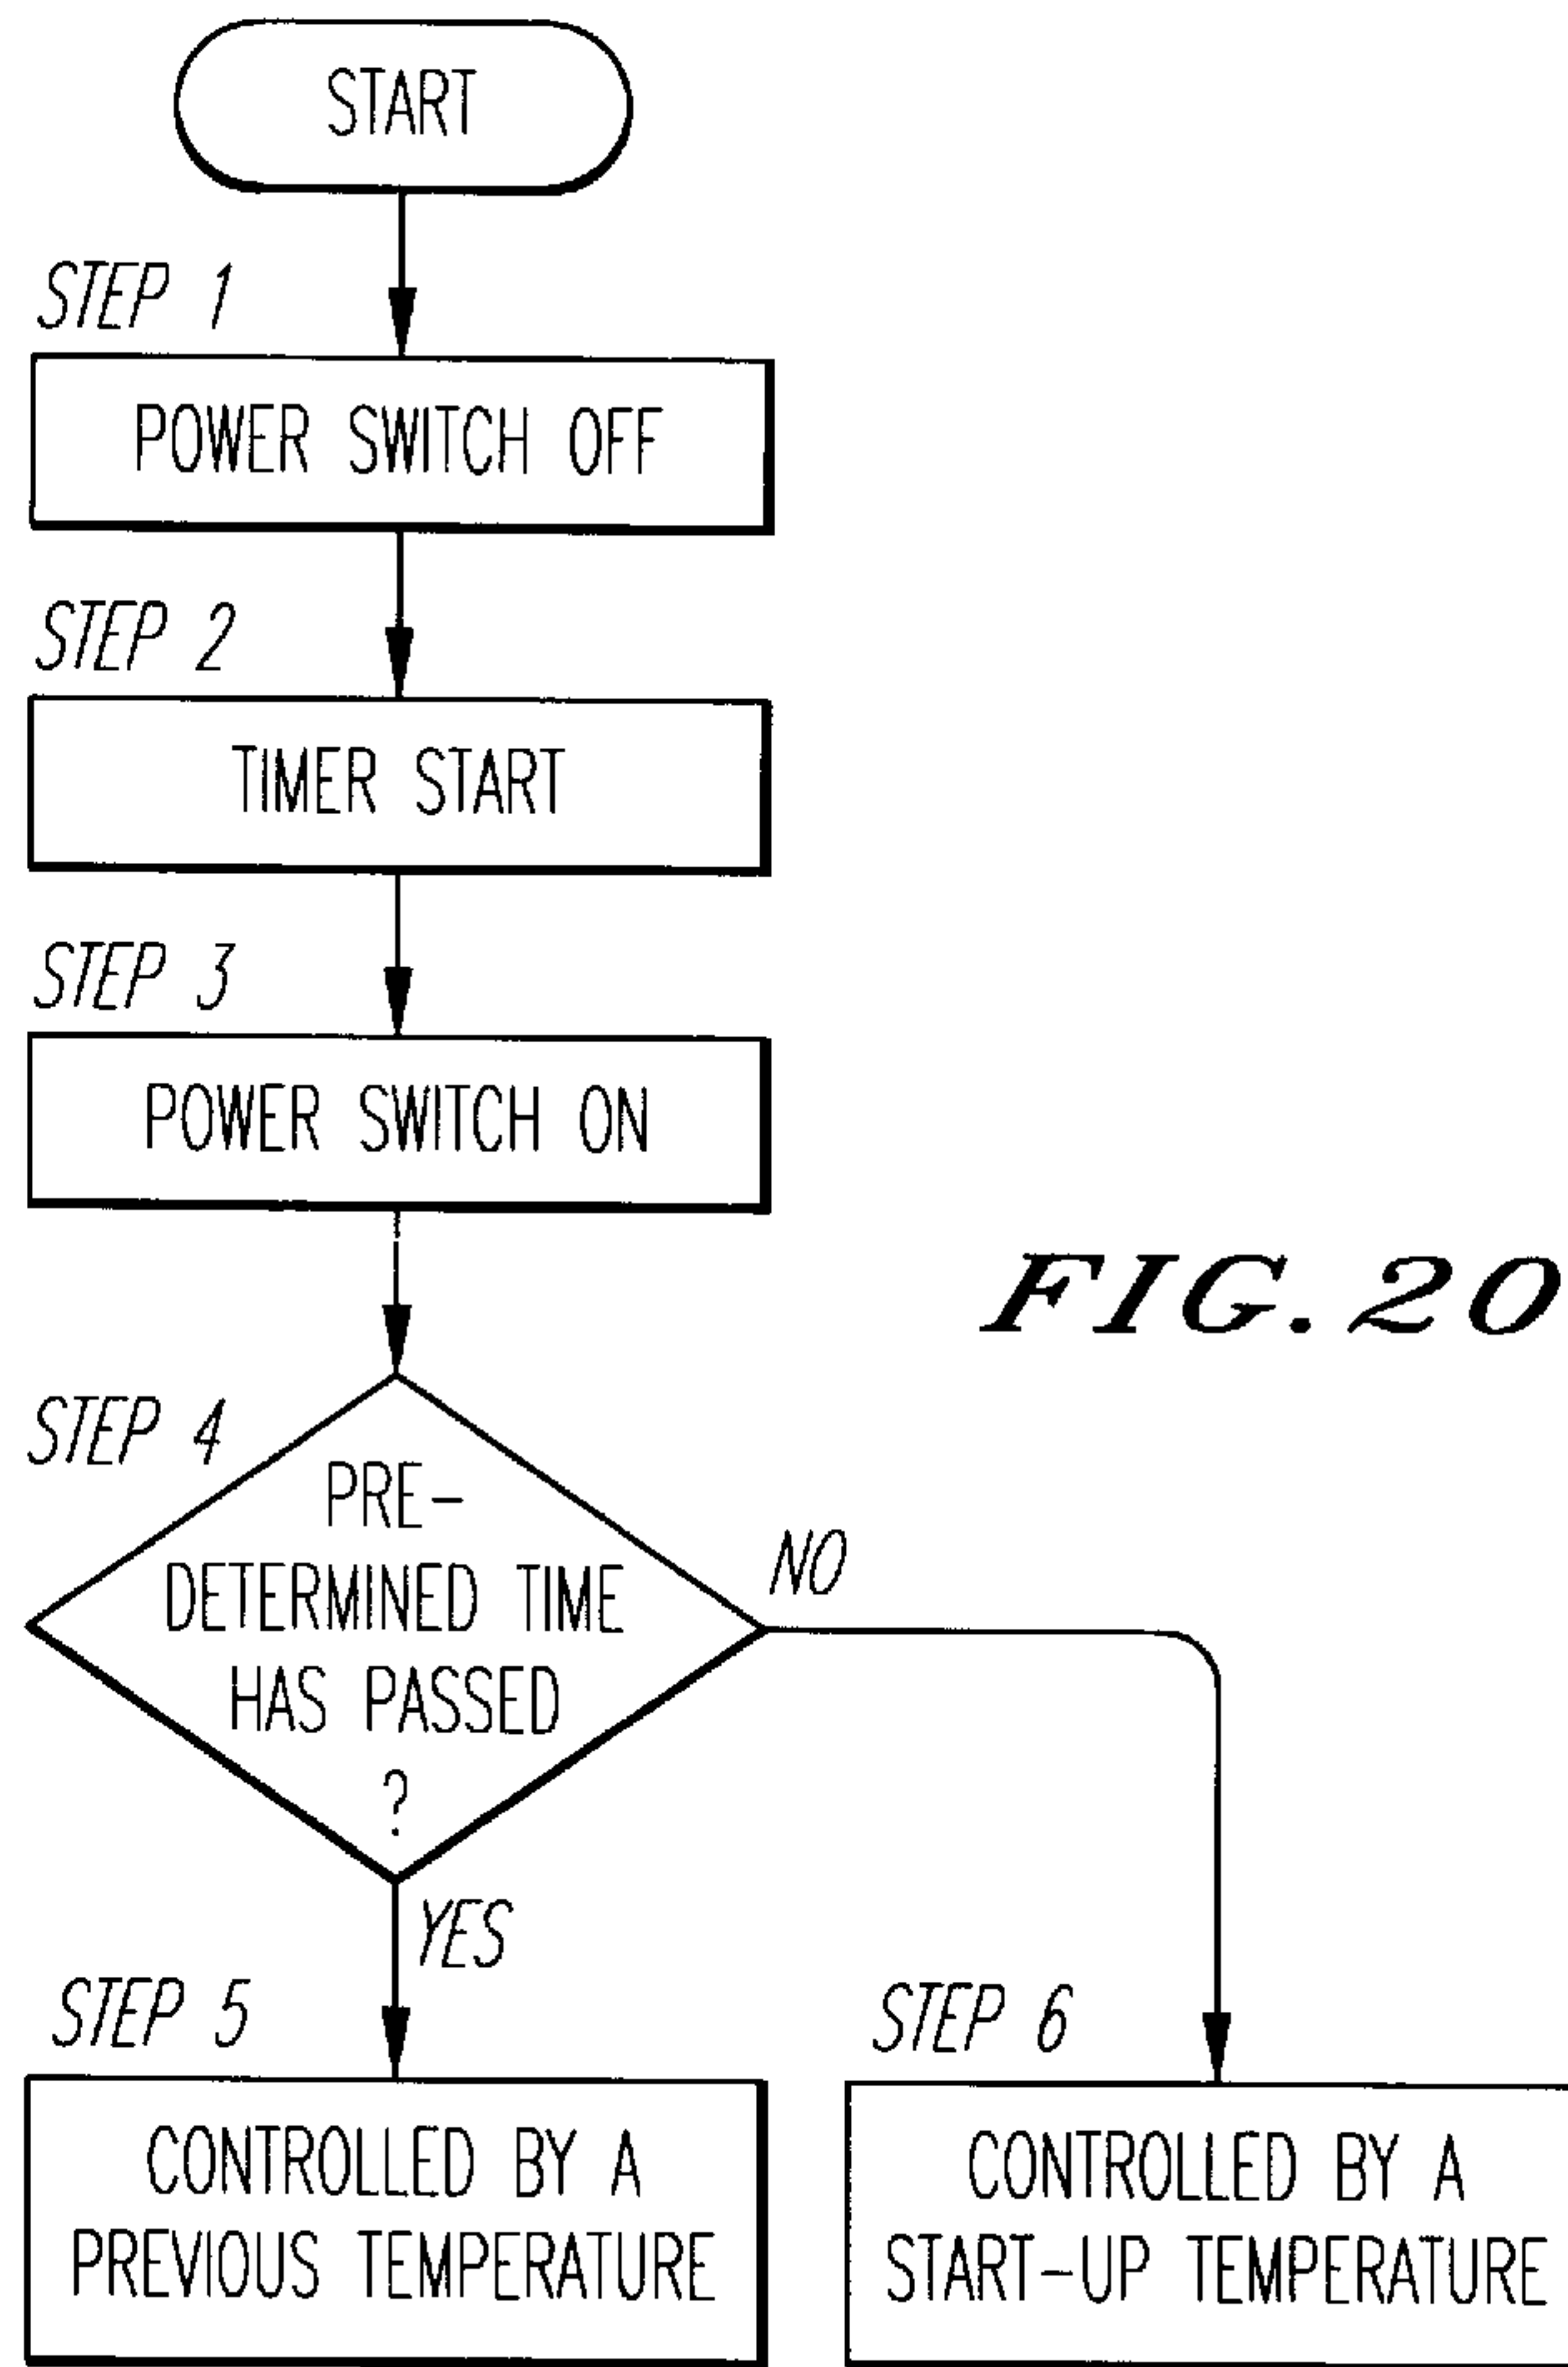 START
STEP 1
POWER SWITCH OFF
STEP 2
TIMER START
STEP 3
POWER SWITCH ON
FIG. 20
STEP 4
PRE-
DETERMINED TIME
HAS PASSED
?
NO
YES
STEP 5
CONTROLLED BY A
PREVIOUS TEMPERATURE
STEP 6
CONTROLLED BY A
START-UP TEMPERATURE